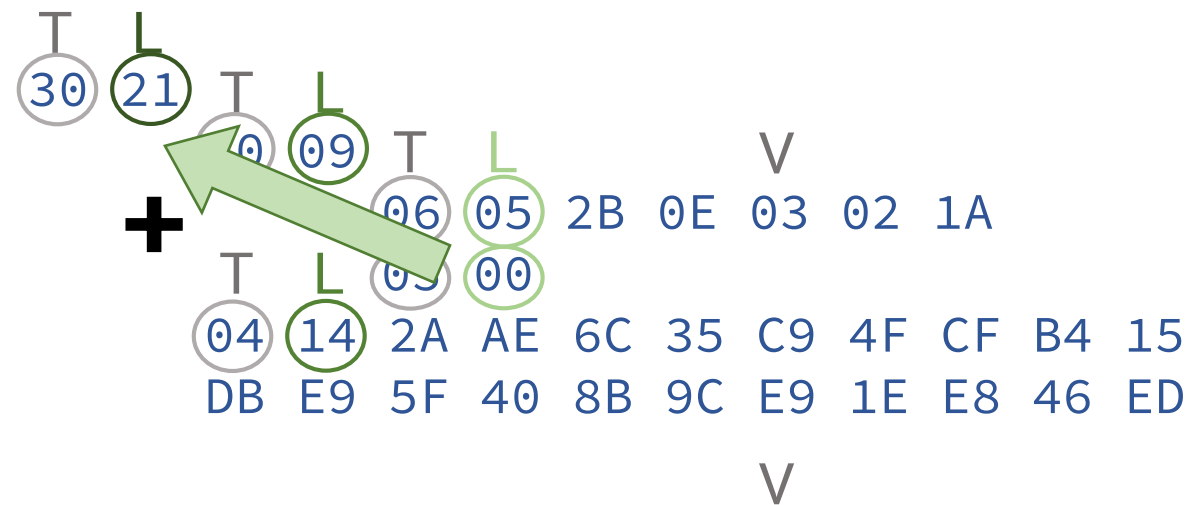 T L
30 21
T L
09
T L V
06 05 2B 0E 03 02 1A
+
00
T L
04 14 2A AE 6C 35 C9 4F CF B4 15
DB E9 5F 40 8B 9C E9 1E E8 46 ED
V